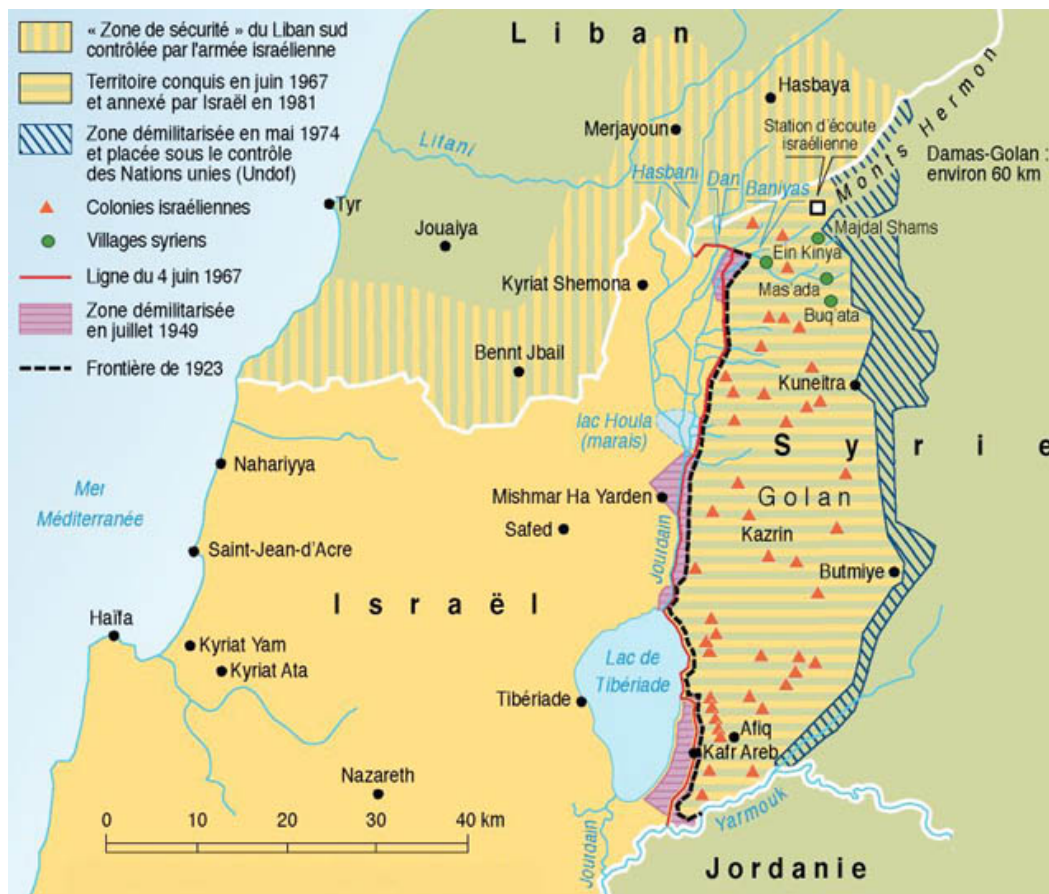 « Zone de sécurité » du Liban sud
contrôlée par l'armée israélienne
Territoire conquis en juin 1967
et annexé par Israël en 1981
Zone démilitarisée en mai 1974
et placée sous le contrôle
des Nations unies (Undof)
Colonies israéliennes
Villages syriens
Ligne du 4 juin 1967
Zone démilitarisée
en juillet 1949
Frontière de 1923
Liban
Hasbaya
Merjayoun
Station d'écoute
israélienne
Monts Hermon
Damas-Golan :
environ 60 km
Litani
Hasbani
Dan
Baniyas
Tyr
Jouaiya
Majdal Shams
Ein Kinya
Kyriat Shemona
Mas'ada
Buq'ata
Bennt Jbail
Kuneitra
lac Houla
(marais)
Syrie
Nahariyya
Mer
Méditerranée
Mishmar Ha Yarden
Golan
Safed
Jourdain
Kazrin
Saint-Jean-d'Acre
Butmiye
Israël
Haïfa
Kyriat Yam
Kyriat Ata
Lac de
Tibériade
Tibériade
Afiq
Kafr Areb
Nazareth
Yarmouk
0 10 20 30 40 km
Jourdain
Jordanie